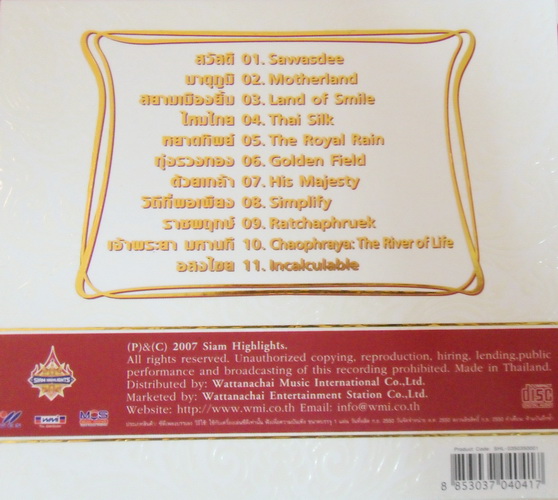 สวัสดี 01. Sawasdee
มาตุภูมิ 02. Motherland
สยามเมืองยิ้ม 03. Land of Smile
ไหมไทย 04. Thai Silk
หยาดทิพย์ 05. The Royal Rain
ทุ่งรวงทอง 06. Golden Field
ด้วยเกล้า 07. His Majesty
วิถีที่พอเพียง 08. Simplify
ราชพฤกษ์ 09. Ratchaphruek
เจ้าพระยา มหานที 10. Chaophraya: The River of Life
อสงไขย 11. Incalculable
(P)&(C) 2007 Siam Highlights.
All rights reserved. Unauthorized copying, reproduction, hiring, lending,public
performance and broadcasting of this recording prohibited. Made in Thailand.
Distributed by: Wattanachai Music International Co.,Ltd.
Marketed by: Wattanachai Entertainment Station Co.,Ltd.
Website: http://www.wmi.co.th Email: info@wmi.co.th
SIAM HIGHLIGHTS
disc
Product Code:
8 853037 040417